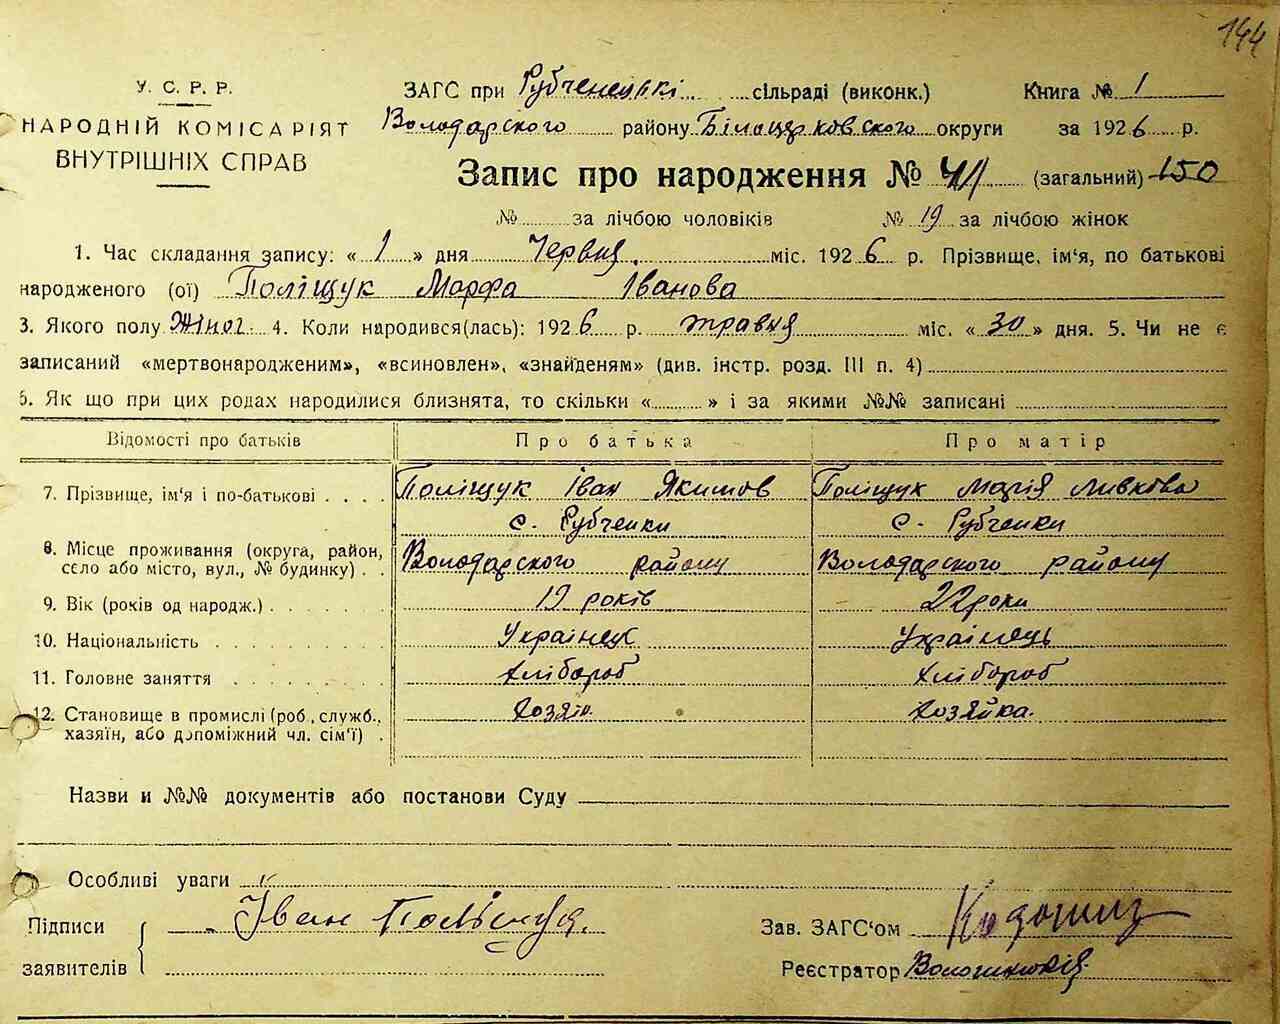 144
У. С. Р. Р.
НАРОДНІЙ КОМІСАРІЯТ
ВНУТРІШНІХ СПРАВ
ЗАГС при Рубченецькі сільраді (виконк.) Книга № 1
Володарского району Білоцерковского округи за 1926 р.
Запис про народження № 41 (загальний) 150
№ за лічбою чоловіків № 19 за лічбою жінок
1. Час складання запису: « 1 » дня Червня міс. 1926 р. Прізвище, ім'я, по батькові
народженого (ої) Поліщук Марфа Іванова
3. Якого полу Жіноч. 4. Коли народився(лась): 1926 р. травня міс. « 30 » дня. 5. Чи не є
записаний «мертвонародженим», «всиновлен», «знайденям» (див. інстр. розд. III п. 4)
6. Як що при цих родах народилися близнята, то скільки « » і за якими №№ записані
Відомості про батьків Про батька Про матір
7. Прізвище, ім'я і по-батькові Поліщук Іван Якимов Поліщук Марія Ливкова
с. Рубченки с. Рубченки
8. Місце проживання (округа, район, село або місто, вул., № будинку) Володарского району Володарского району
9. Вік (років од народж.) 19 років 22 роки
10. Національність Украінец Украінець
11. Головне заняття хлібороб хлібороб
12. Становище в промислі (роб., служб., хазяїн, або допоміжний чл. сім'ї) хозяін хозяйка.
Назви и №№ документів або постанови Суду
Особливі уваги
Підписи заявителів Іван Поліщук.
Зав. ЗАГС'ом
Реєстратор